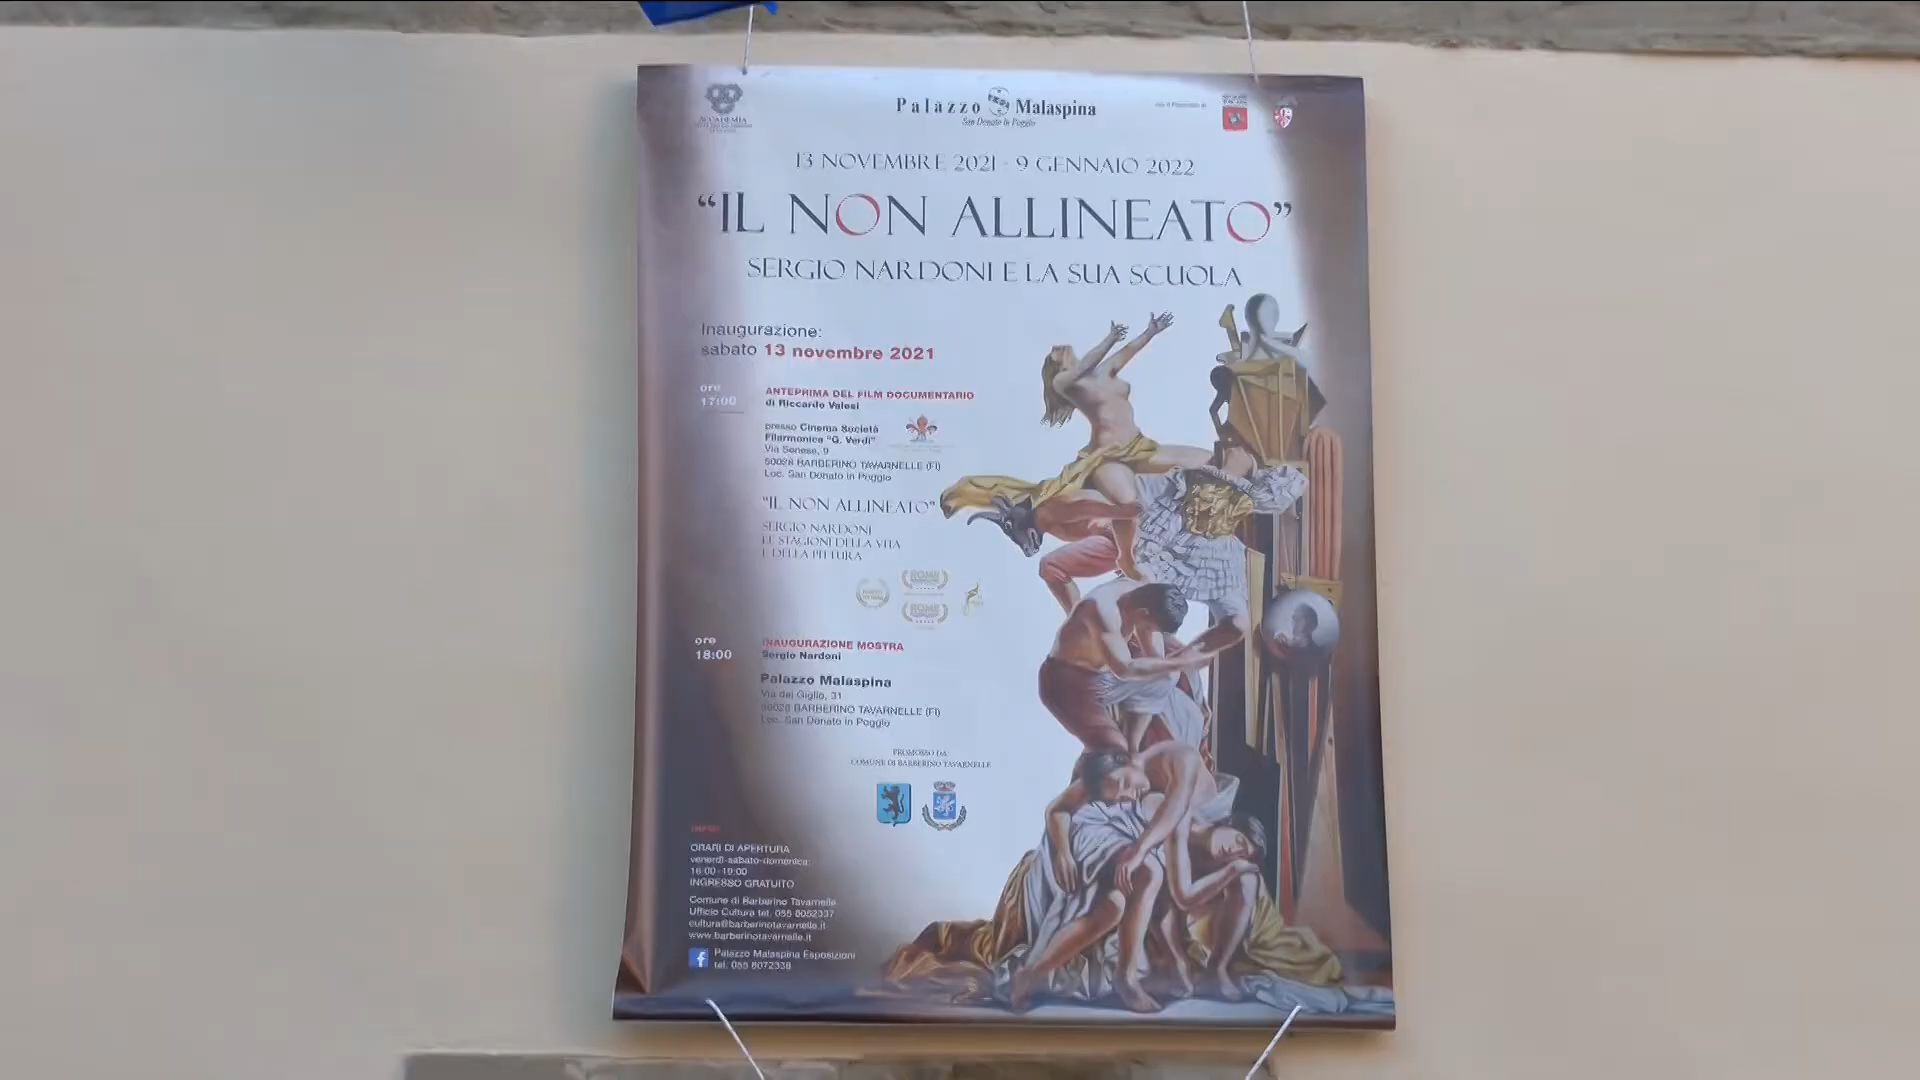 ACCADEMIA
Palazzo Malaspina
San Donato in Poggio
13 NOVEMBRE 2021 - 9 GENNAIO 2022
“IL NON ALLINEATO”
SERGIO NARDONI E LA SUA SCUOLA
Inaugurazione:
sabato 13 novembre 2021
ore
17:00
ANTEPRIMA DEL FILM DOCUMENTARIO
di Riccardo Valesi
presso Cinema Società
Filarmonica "G. Verdi"
Via Senese, 9
50028 BARBERINO TAVARNELLE (FI)
Loc. San Donato in Poggio
"IL NON ALLINEATO"
SERGIO NARDONI
LE STAGIONI DELLA VITA
E DELLA PITTURA
ROME
ROME
ore
18:00
INAUGURAZIONE MOSTRA
Sergio Nardoni
Palazzo Malaspina
Via del Giglio, 31
50028 BARBERINO TAVARNELLE (FI)
Loc. San Donato in Poggio
PROMOSSO DA:
COMUNE DI BARBERINO TAVARNELLE
ORARI DI APERTURA
venerdì-sabato-domenica:
16:00-19:00
INGRESSO GRATUITO
Comune di Barberino Tavarnelle
Ufficio Cultura tel. 055 8052337
cultura@barberinotavarnelle.it
www.barberinotavarnelle.it
Palazzo Malaspina Esposizioni
tel. 055 8072338